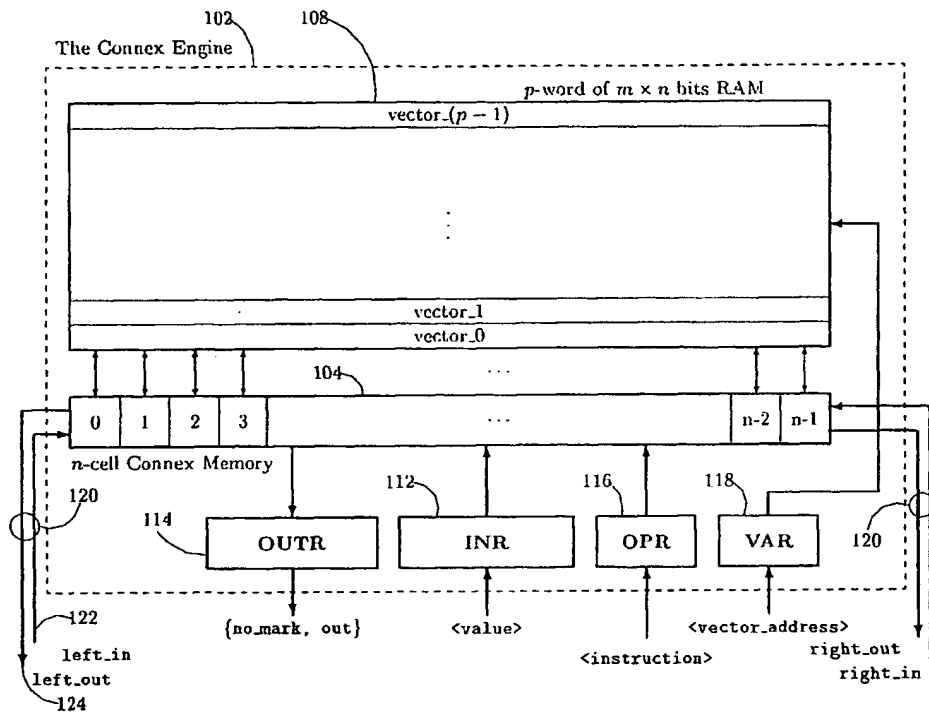 102
108
The Connex Engine
p-word of m × n bits RAM
vector_(p − 1)
⋮
vector_1
vector_0
...
104
0 1 2 3 ... n-2 n-1
n-cell Connex Memory
120
114
112
116
118
120
OUTR
INR
OPR
VAR
122
{no_mark, out}
<value>
<vector_address>
left_in
<instruction>
right_out
left_out
right_in
124